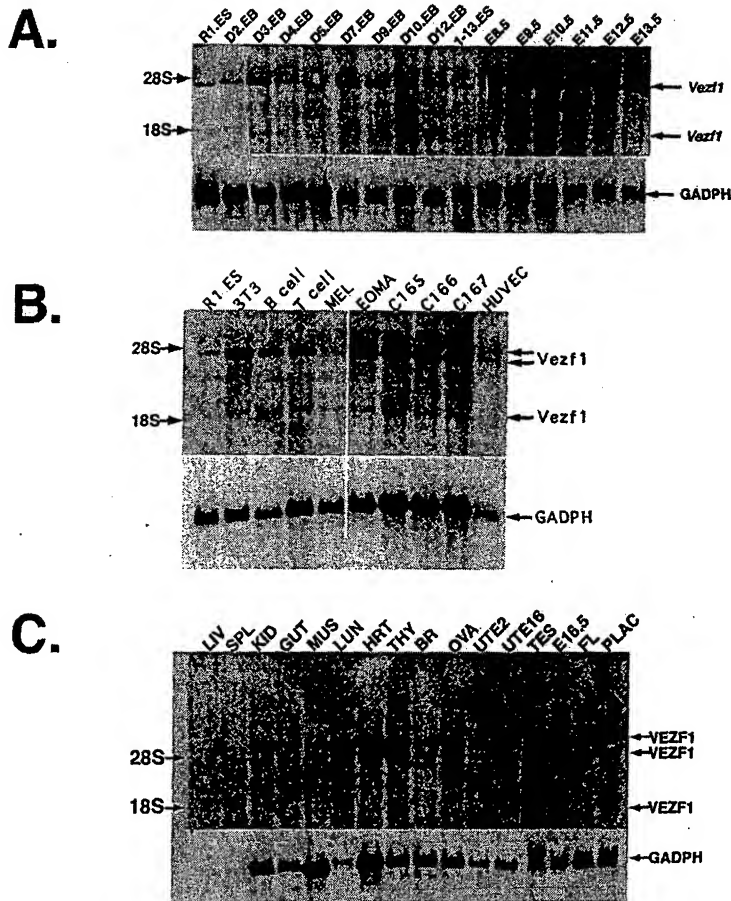 A.
R1.ES D2.EB D3.EB D4.EB D5.EB D7.EB D9.EB D10.EB D12.EB 1-13.ES E8.5 E9.5 E10.5 E11.5 E12.5 E13.5
28S
Vezf1
18S
Vezf1
GADPH
B.
R1.ES 3T3 B cell T cell MEL EOMA C165 C166 C167 HUVEC
28S
Vezf1
18S
Vezf1
GADPH
C.
LIV SPL KID GUT MUS LUN HRT THY BR OVA UTE2 UTE16 TES E16.5 FL PLAC
VEZF1
28S
VEZF1
18S
VEZF1
GADPH